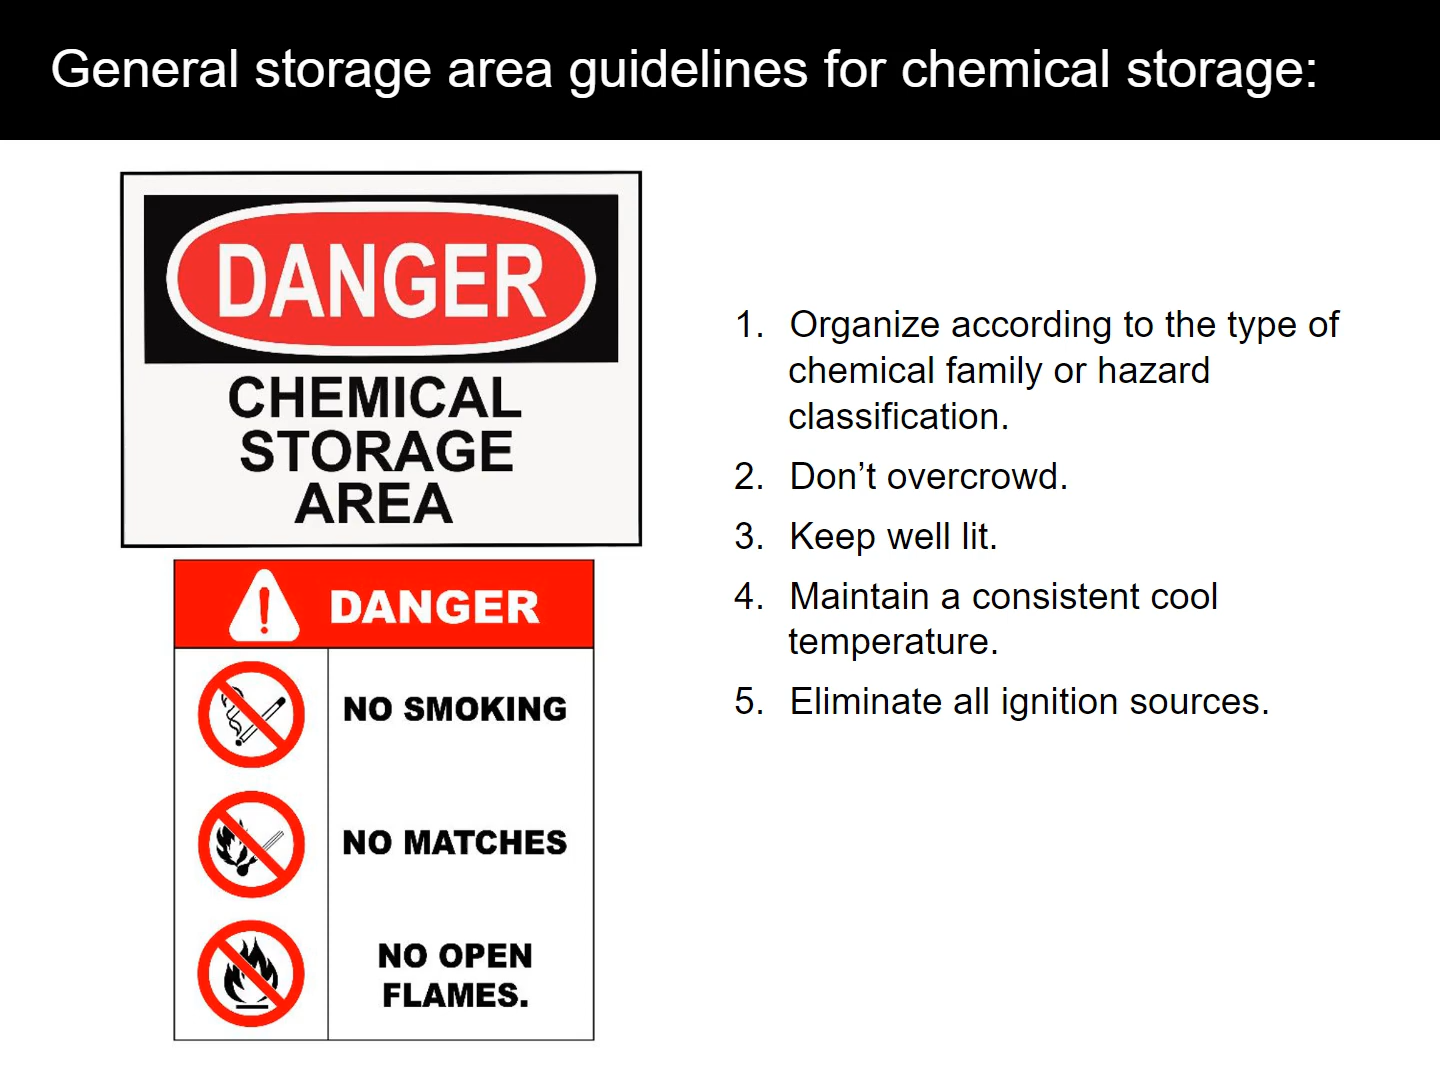 General storage area guidelines for chemical storage:
DANGER
CHEMICAL
STORAGE
AREA
DANGER
NO SMOKING
NO MATCHES
NO OPEN
FLAMES.
1. Organize according to the type of
chemical family or hazard
classification.
2. Don’t overcrowd.
3. Keep well lit.
4. Maintain a consistent cool
temperature.
5. Eliminate all ignition sources.